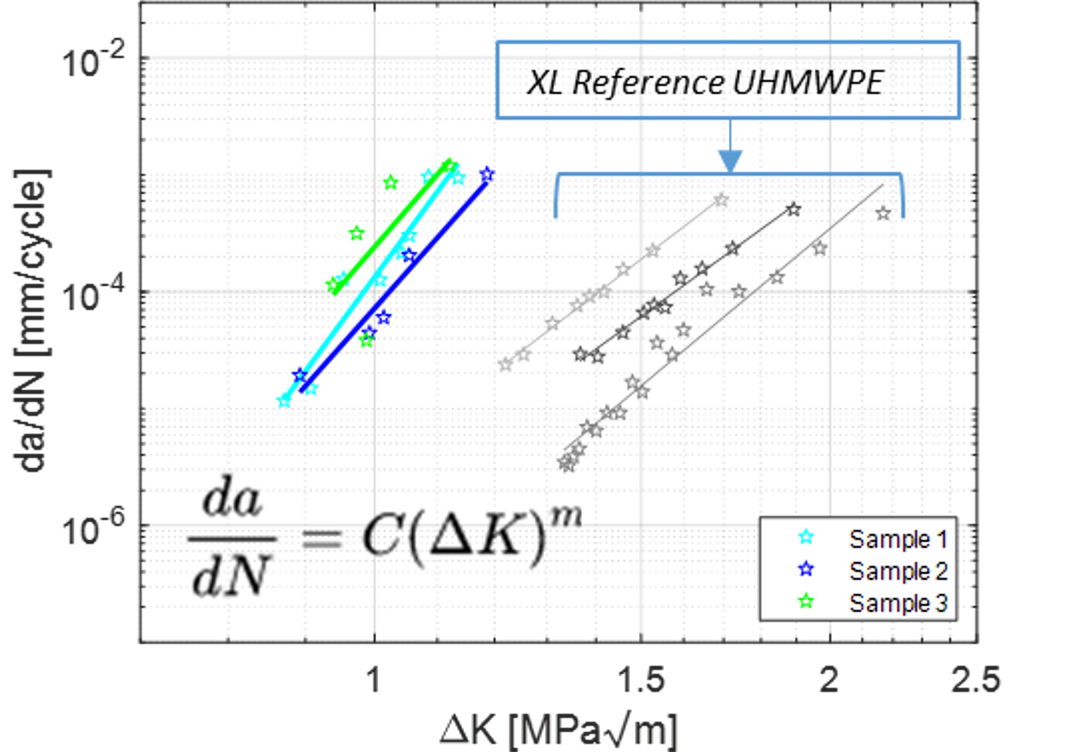 10⁻²
XL Reference UHMWPE
da/dN [mm/cycle]
10⁻⁴
10⁻⁶
da/dN = C(ΔK)ᵐ
Sample 1
Sample 2
Sample 3
1 1.5 2 2.5
ΔK [MPa√m]